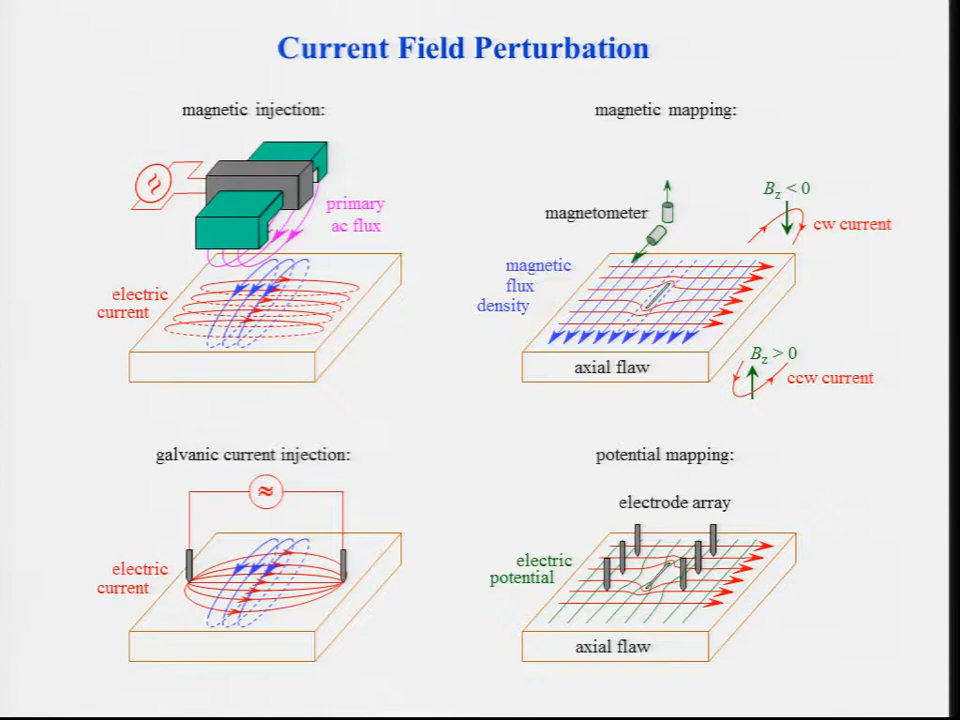 Current Field Perturbation
magnetic injection:
primary
ac flux
electric
current
magnetic mapping:
magnetometer
Bz < 0
cw current
magnetic
flux
density
axial flaw
Bz > 0
ccw current
galvanic current injection:
≈
electric
current
potential mapping:
electrode array
electric
potential
axial flaw